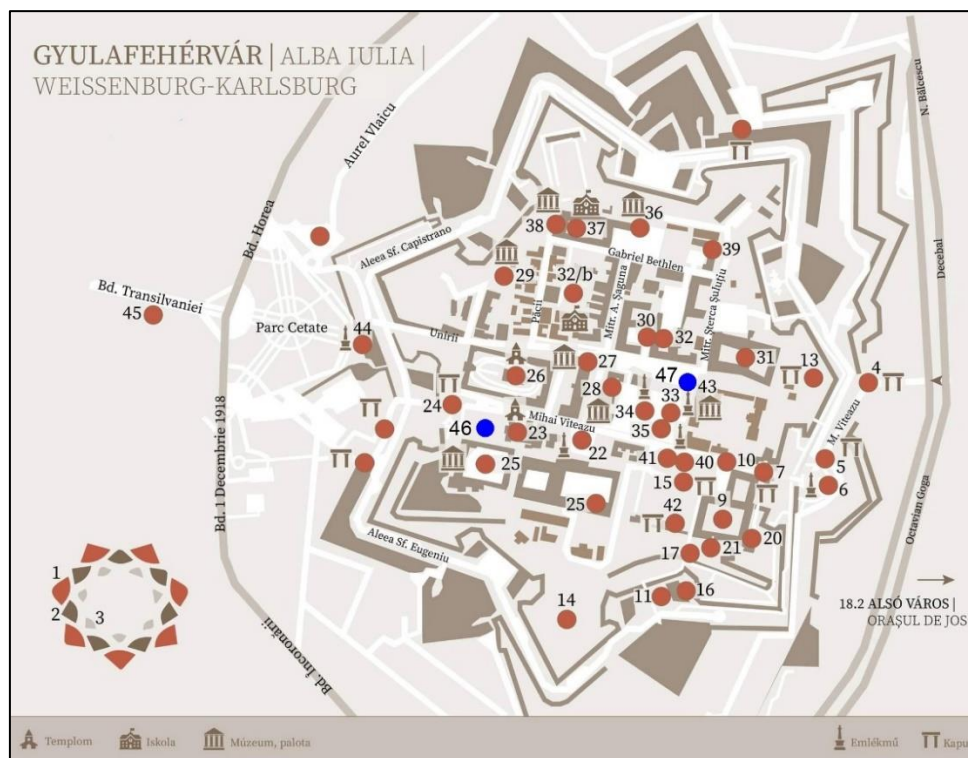 GYULAFEHÉRVÁR | ALBA IULIA |
WEISSENBURG-KARLSBURG
N. Bălcescu
Aurel Vlaicu
Bd. Horea
Aleea Sf. Capistrano
36
38
37
39
Gabriel Bethlen
29
32/b
Decebal
Bd. Transilvaniei
45
Parc Cetate
44
Unirii
Păcii
Mitr. A. Șaguna
Mitr. Sterca Șuluțiu
30
32
31
13
4
26
27
47
43
28
33
24
34
M. Viteazu
46
23
Mihai Viteazu
35
22
25
41
40
10
7
5
6
15
25
42
9
20
Bd. 1 Decembrie 1918
Aleea Sf. Eugeniu
17
21
Octavian Goga
1
2
3
14
11
16
18.2 ALSÓ VÁROS |
ORAȘUL DE JOS
Bd. Încoronării
Templom
Iskola
Múzeum, palota
Emlékmű
Kapu